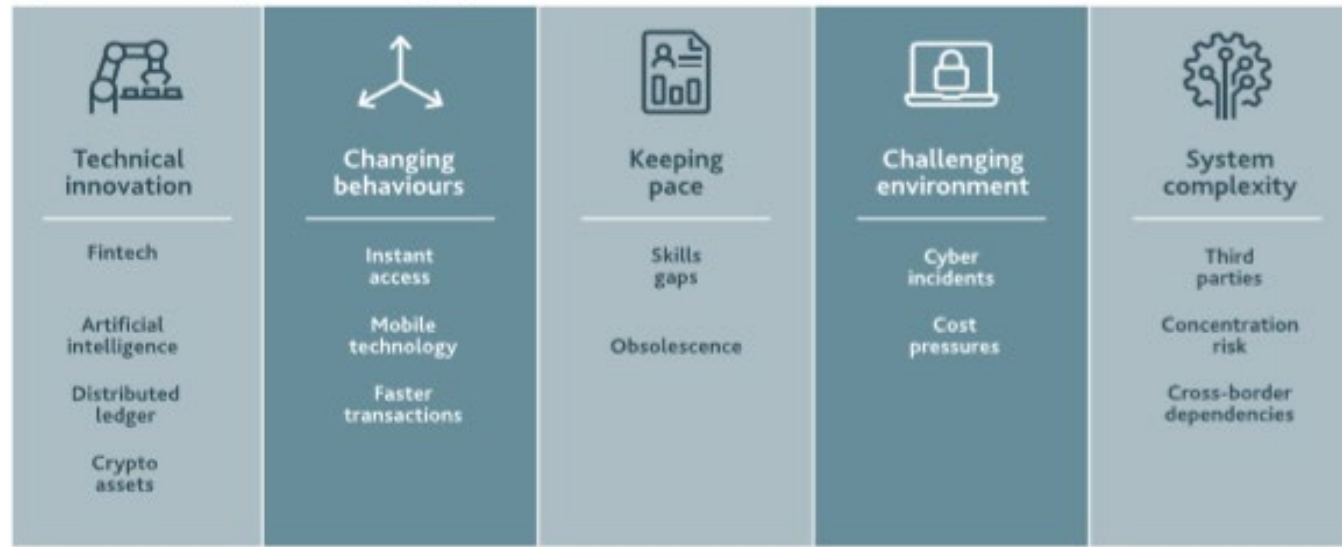 Technical
innovation
Fintech
Artificial
intelligence
Distributed
ledger
Crypto
assets
Changing
behaviours
Instant
access
Mobile
technology
Faster
transactions
Keeping
pace
Skills
gaps
Obsolescence
Challenging
environment
Cyber
incidents
Cost
pressures
System
complexity
Third
parties
Concentration
risk
Cross-border
dependencies